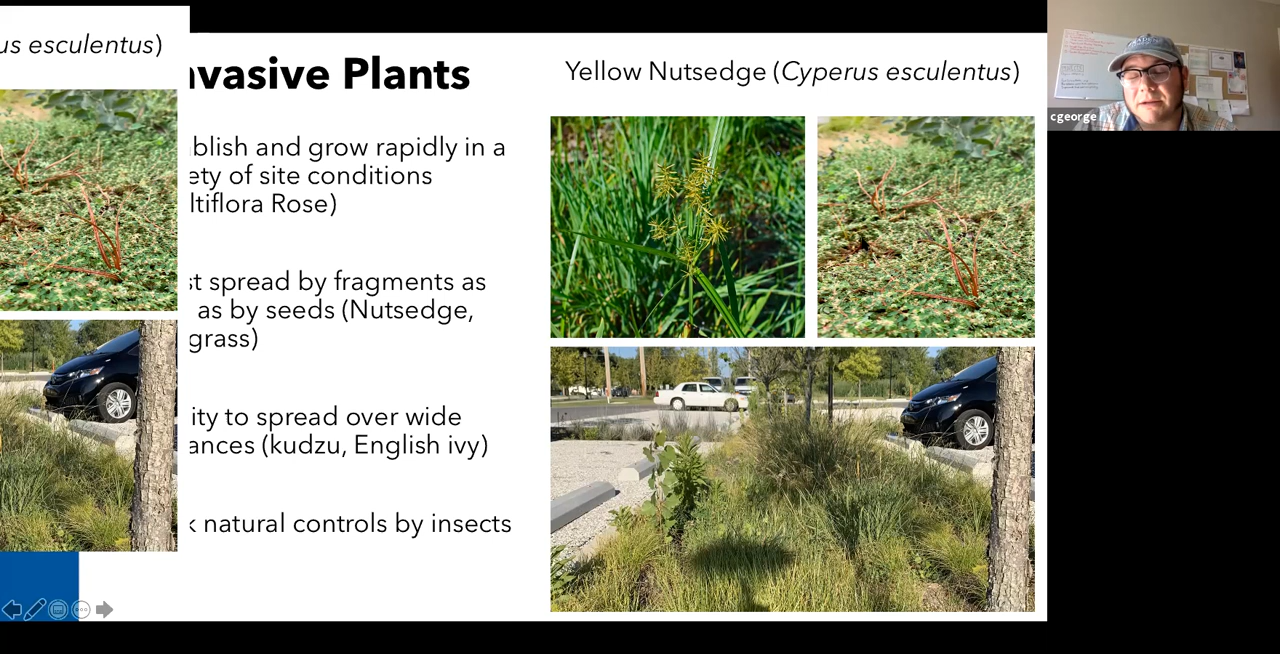 us esculentus)
nvasive Plants
Yellow Nutsedge (Cyperus esculentus)
blish and grow rapidly in a
ety of site conditions
ltiflora Rose)
st spread by fragments as
as by seeds (Nutsedge,
grass)
ity to spread over wide
ances (kudzu, English ivy)
k natural controls by insects
cgeorge